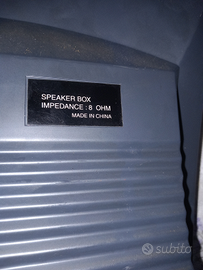 SPEAKER BOX
IMPEDANCE : 8 OHM
MADE IN CHINA
subito